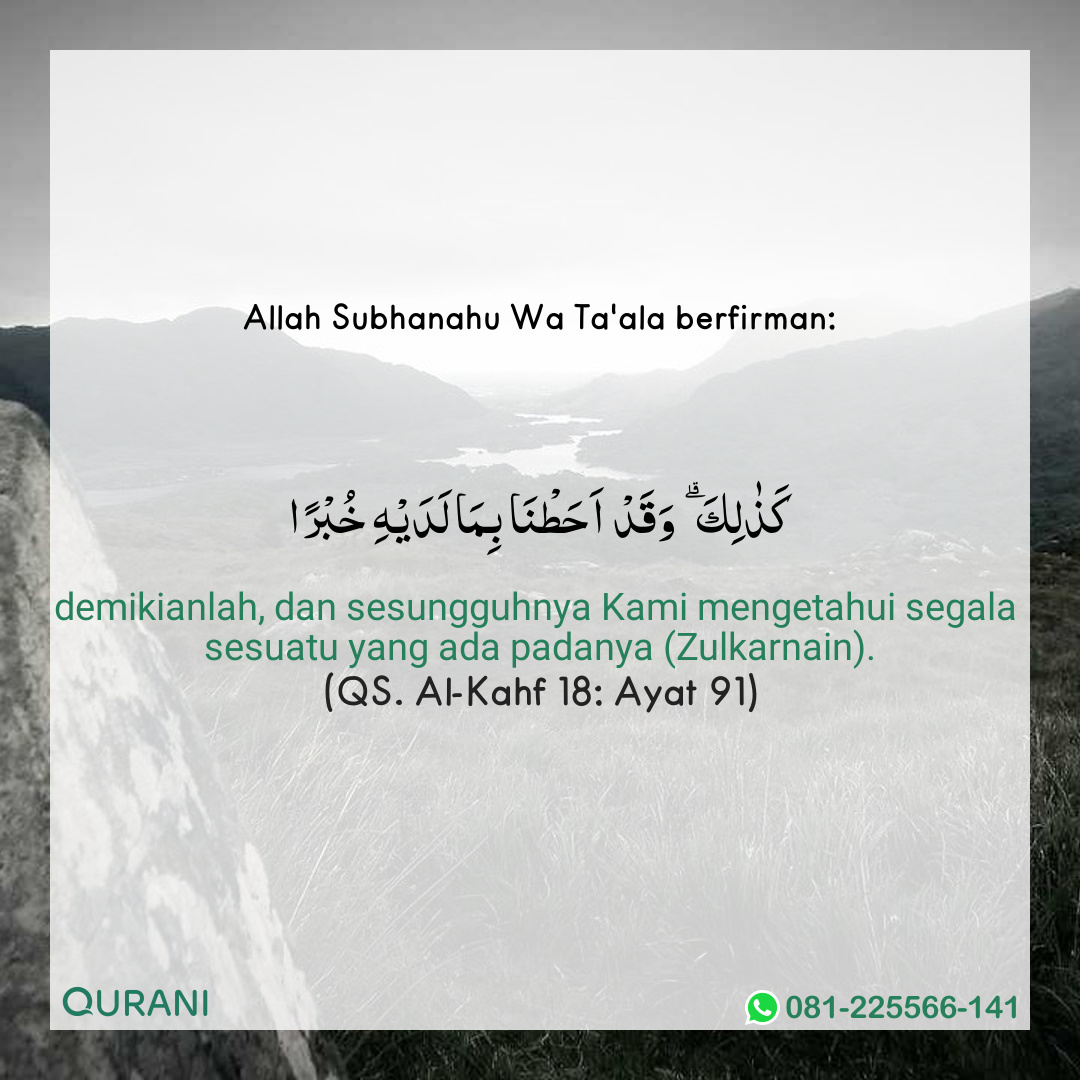 Allah Subhanahu Wa Ta'ala berfirman:
كَذٰلِكَۗ وَقَدْ اَحَطْنَا بِمَا لَدَيْهِ خُبْرًا
demikianlah, dan sesungguhnya Kami mengetahui segala
sesuatu yang ada padanya (Zulkarnain).
(QS. Al-Kahf 18: Ayat 91)
QURANI
081-225566-141